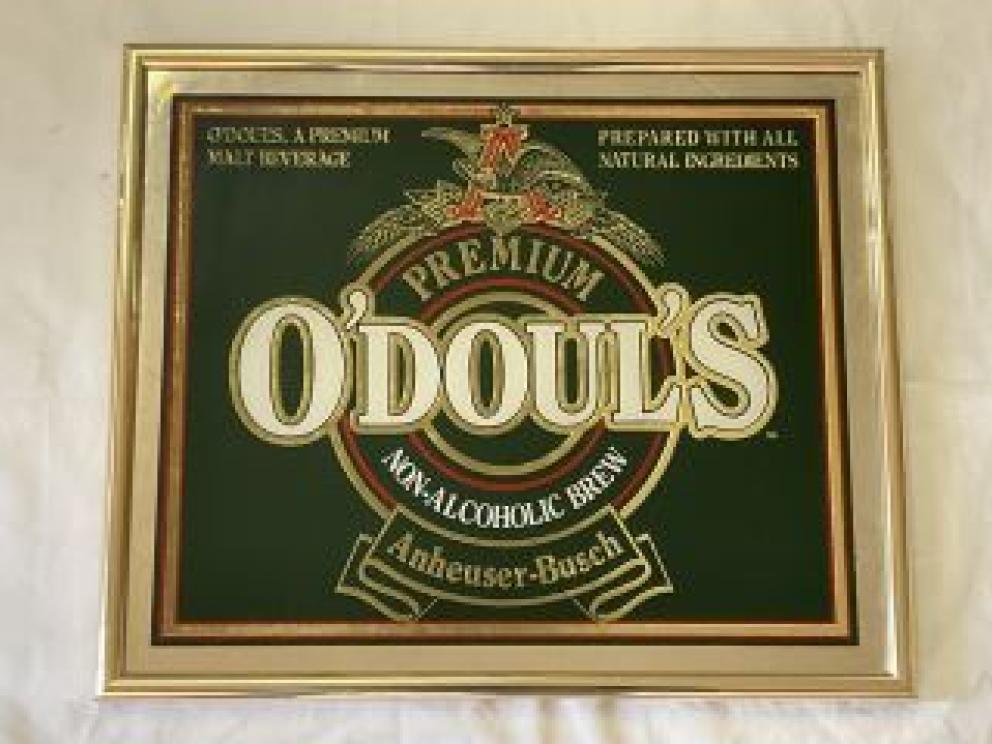 O'DOUL'S, A PREMIUM
MALT BEVERAGE
PREPARED WITH ALL
NATURAL INGREDIENTS
A
PREMIUM
O'DOUL'S
NON-ALCOHOLIC BREW
Anheuser-Busch